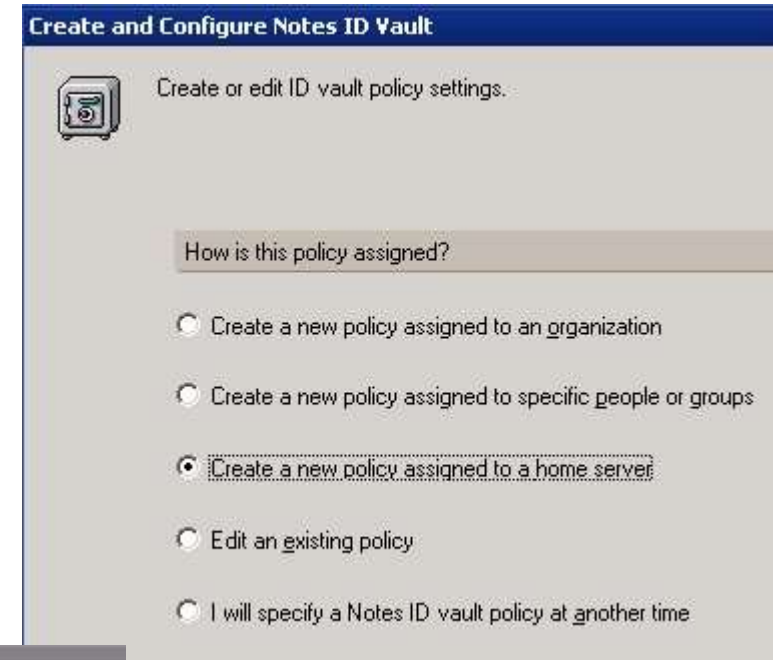 Create and Configure Notes ID Vault
Create or edit ID vault policy settings.
How is this policy assigned?
Create a new policy assigned to an organization
Create a new policy assigned to specific people or groups
Create a new policy assigned to a home server
Edit an existing policy
I will specify a Notes ID vault policy at another time